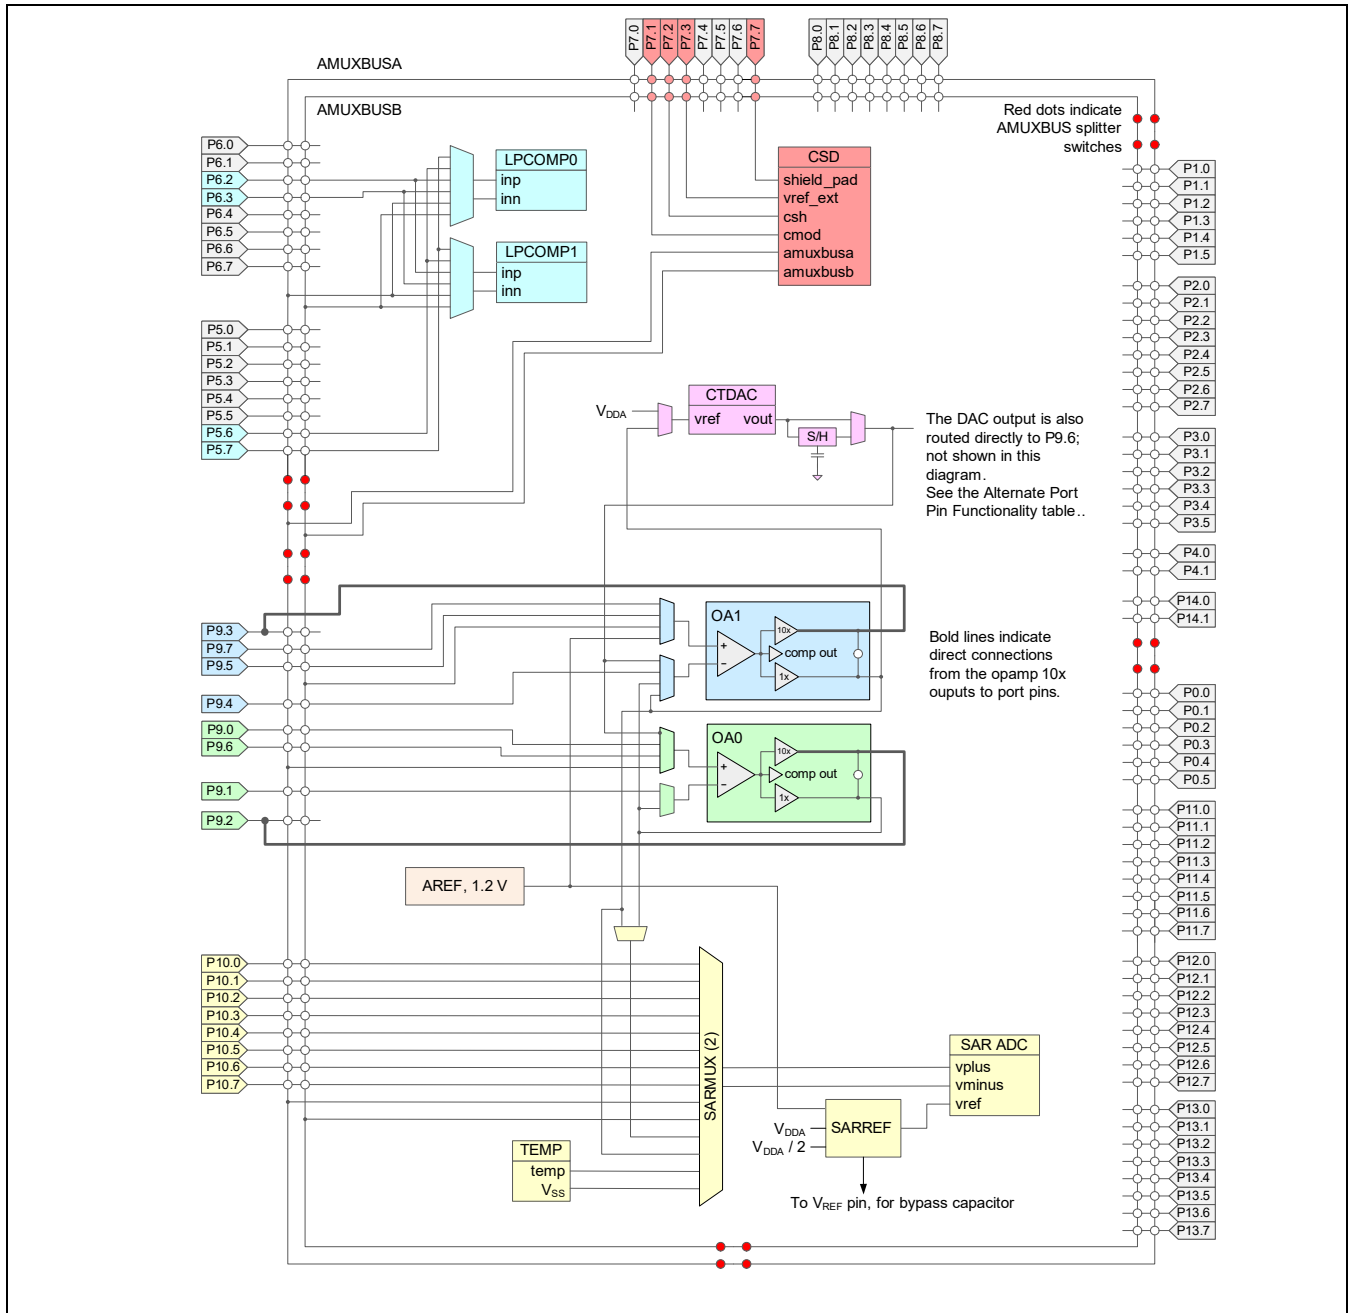 P7.0
P7.1
P7.2
P7.3
P7.4
P7.5
P7.6
P7.7
P8.0
P8.1
P8.2
P8.3
P8.4
P8.5
P8.6
P8.7
AMUXBUSA
AMUXBUSB
Red dots indicate
AMUXBUS splitter
switches
P6.0
P6.1
P6.2
P6.3
P6.4
P6.5
P6.6
P6.7
LPCOMP0
inp
inn
LPCOMP1
inp
inn
CSD
shield_pad
vref_ext
csh
cmod
amuxbusa
amuxbusb
P1.0
P1.1
P1.2
P1.3
P1.4
P1.5
P2.0
P2.1
P2.2
P2.3
P2.4
P2.5
P2.6
P2.7
P5.0
P5.1
P5.2
P5.3
P5.4
P5.5
P5.6
P5.7
VDDA
CTDAC
vref vout
S/H
The DAC output is also
routed directly to P9.6;
not shown in this
diagram.
See the Alternate Port
Pin Functionality table..
P3.0
P3.1
P3.2
P3.3
P3.4
P3.5
P4.0
P4.1
P14.0
P14.1
P9.3
P9.7
P9.5
P9.4
P9.0
P9.6
P9.1
P9.2
OA1
+
−
10x
comp out
1x
OA0
+
−
10x
comp out
1x
Bold lines indicate
direct connections
from the opamp 10x
ouputs to port pins.
P0.0
P0.1
P0.2
P0.3
P0.4
P0.5
P11.0
P11.1
P11.2
P11.3
P11.4
P11.5
P11.6
P11.7
AREF, 1.2 V
P10.0
P10.1
P10.2
P10.3
P10.4
P10.5
P10.6
P10.7
SARMUX (2)
SAR ADC
vplus
vminus
vref
SARREF
VDDA
VDDA / 2
TEMP
temp
VSS
To VREF pin, for bypass capacitor
P12.0
P12.1
P12.2
P12.3
P12.4
P12.5
P12.6
P12.7
P13.0
P13.1
P13.2
P13.3
P13.4
P13.5
P13.6
P13.7